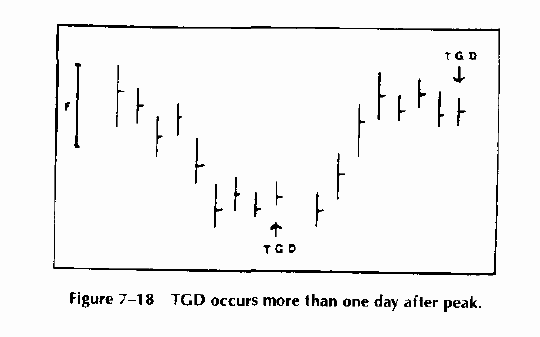 T G D
F
T G D
Figure 7–18 TGD occurs more than one day after peak.